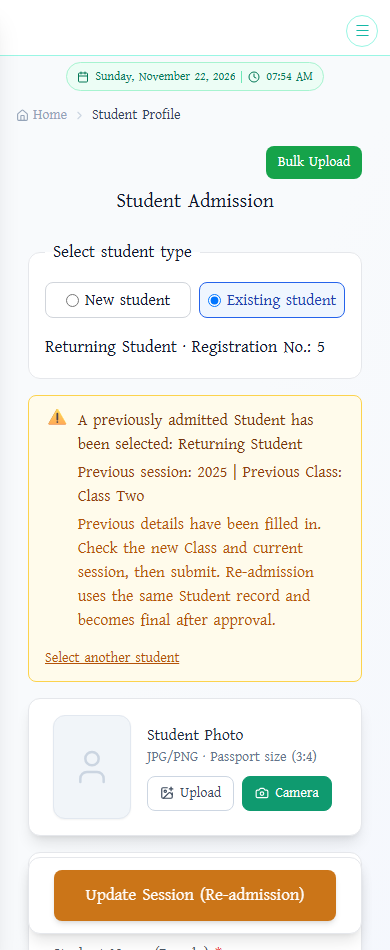 Sunday, November 22, 2026 | 07:54 AM
Home > Student Profile
Bulk Upload
Student Admission
Select student type
New student
Existing student
Returning Student · Registration No.: 5
A previously admitted Student has
been selected: Returning Student
Previous session: 2025 | Previous Class:
Class Two
Previous details have been filled in.
Check the new Class and current
session, then submit. Re-admission
uses the same Student record and
becomes final after approval.
Select another student
Student Photo
JPG/PNG · Passport size (3:4)
Upload
Camera
Update Session (Re-admission)